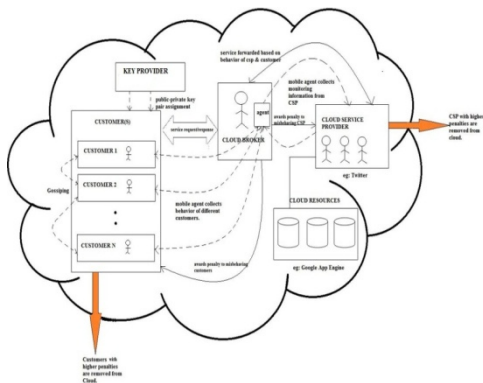 service forwarded based on
behavior of csp & customer
KEY PROVIDER
mobile agent collects
monitoring
information from
CSP
public-private key
pair assignment
agent
CUSTOMER(S)
service request/response
CLOUD BROKER
awards penalty to
misbehaving CSP
CLOUD SERVICE
PROVIDER
CSP with higher
penalties are
removed from
cloud.
CUSTOMER 1
eg: Twitter
Gossiping
CUSTOMER 2
CLOUD RESOURCES
mobile agent collects
behavior of different
customers.
CUSTOMER N
awards penalty to misbehaving
customers
eg: Google App Engine
Customers with
higher penalties
are removed from
Cloud.